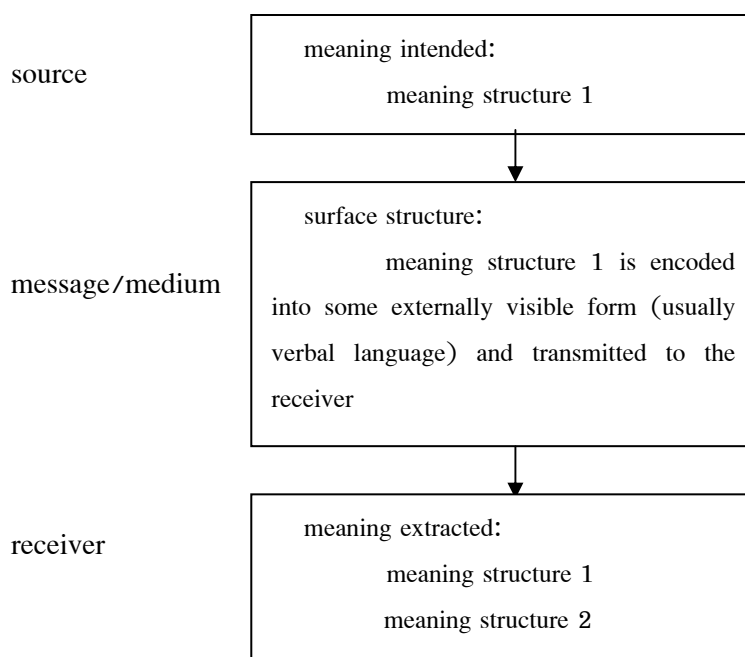 source
meaning intended:
meaning structure 1
message/medium
surface structure:
meaning structure 1 is encoded
into some externally visible form (usually
verbal language) and transmitted to the
receiver
receiver
meaning extracted:
meaning structure 1
meaning structure 2